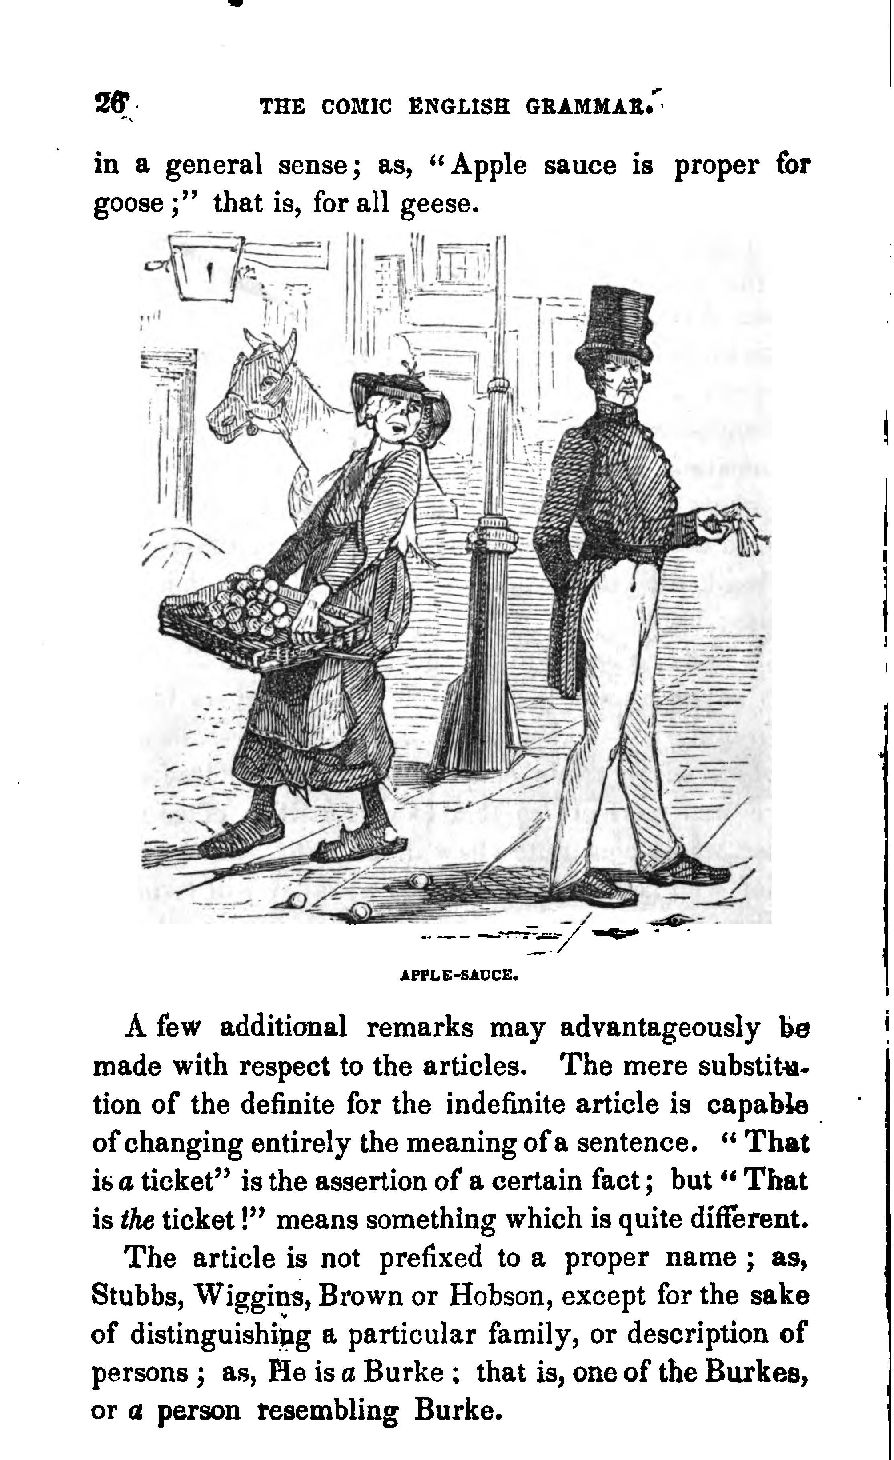 26 THE COMIC ENGLISH GRAMMAR.
in a general sense; as, “Apple sauce is proper for
goose;” that is, for all geese.
APPLE-SAUCE.
A few additional remarks may advantageously be
made with respect to the articles. The mere substitu-
tion of the definite for the indefinite article is capable
of changing entirely the meaning of a sentence. “That
is a ticket” is the assertion of a certain fact; but “That
is the ticket!” means something which is quite different.
The article is not prefixed to a proper name; as,
Stubbs, Wiggins, Brown or Hobson, except for the sake
of distinguishing a particular family, or description of
persons; as, He is a Burke; that is, one of the Burkes,
or a person resembling Burke.